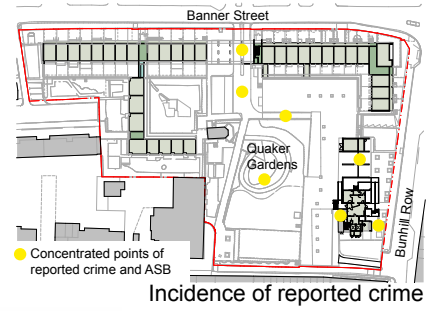 Banner Street
Quaker
Gardens
Bunhill Row
Concentrated points of
reported crime and ASB
Incidence of reported crime